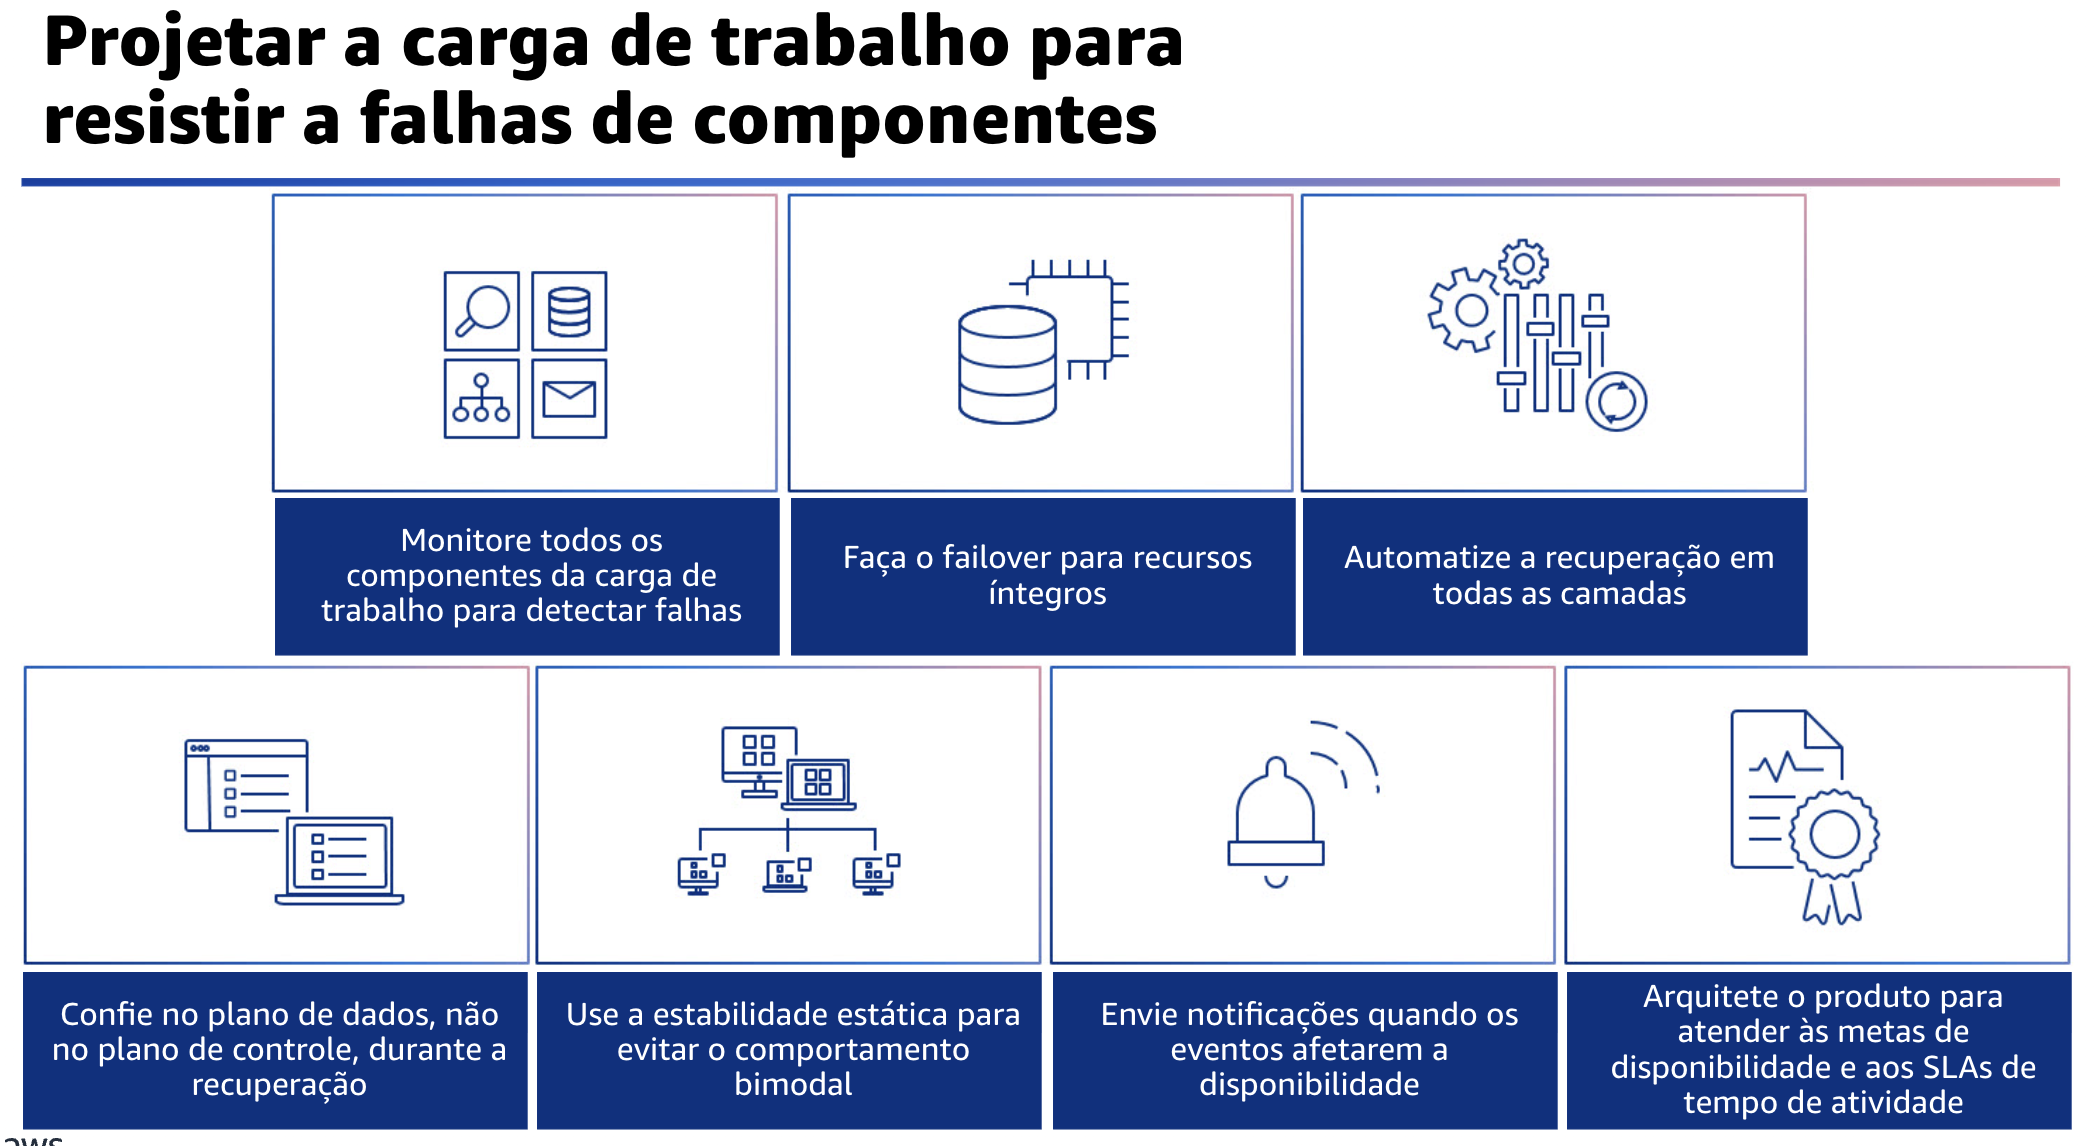 Projetar a carga de trabalho para
resistir a falhas de componentes
Monitore todos os
componentes da carga de
trabalho para detectar falhas
Faça o failover para recursos
íntegros
Automatize a recuperação em
todas as camadas
Confie no plano de dados, não
no plano de controle, durante a
recuperação
Use a estabilidade estática para
evitar o comportamento
bimodal
Envie notificações quando os
eventos afetarem a
disponibilidade
Arquitete o produto para
atender às metas de
disponibilidade e aos SLAs de
tempo de atividade
aws